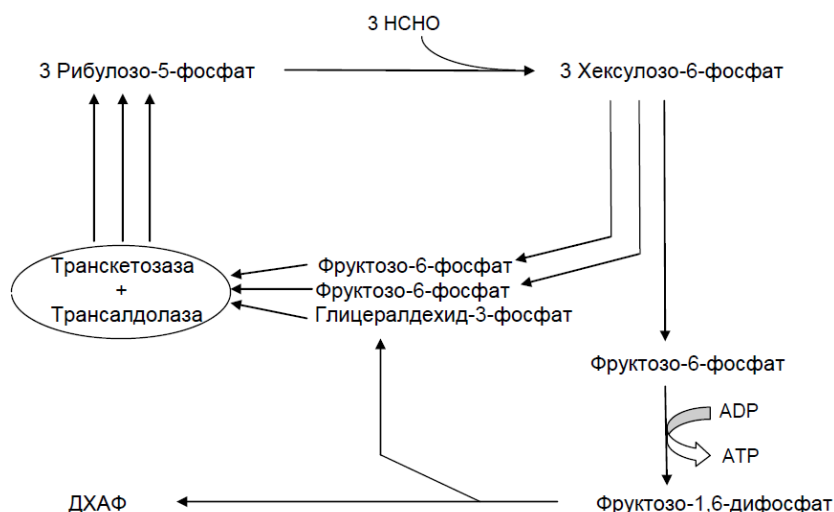 3 HCHO
3 Рибулозо-5-фосфат
3 Хексулозо-6-фосфат
Транскетозаза
+
Трансалдолаза
Фруктозо-6-фосфат
Фруктозо-6-фосфат
Глицералдехид-3-фосфат
Фруктозо-6-фосфат
ADP
ATP
ДХАФ
Фруктозо-1,6-дифосфат